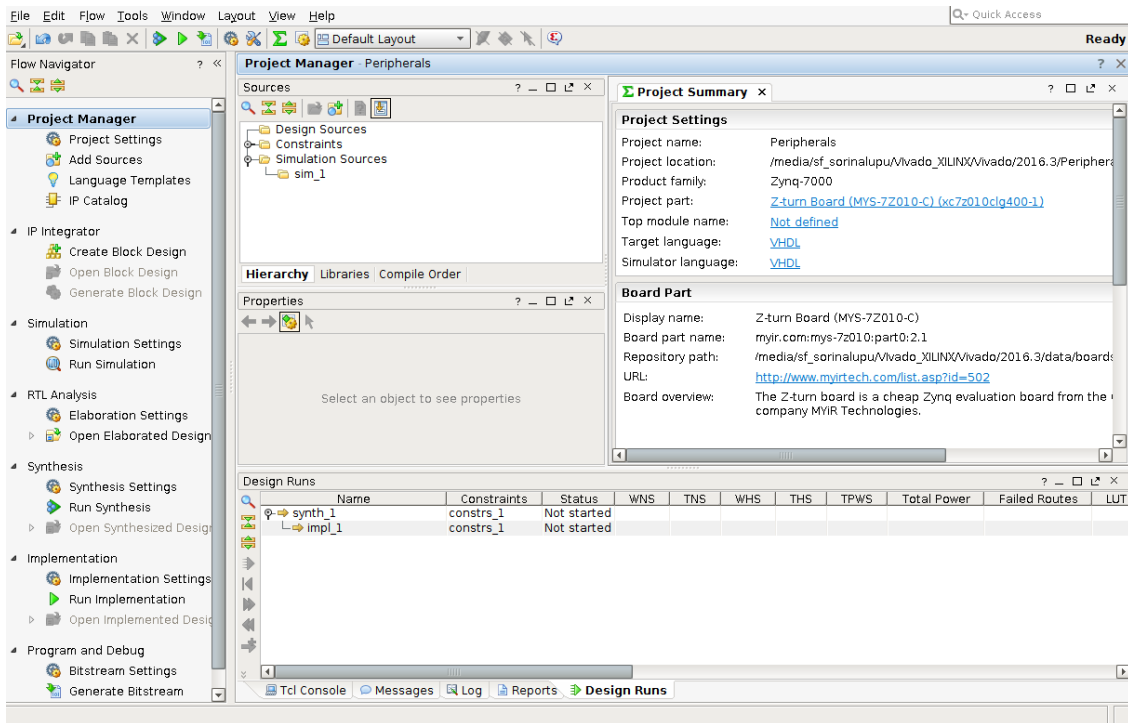 File Edit Flow Tools Window Layout View Help
Quick Access
Default Layout
Ready
Flow Navigator
Project Manager
Project Settings
Add Sources
Language Templates
IP Catalog
IP Integrator
Create Block Design
Open Block Design
Generate Block Design
Simulation
Simulation Settings
Run Simulation
RTL Analysis
Elaboration Settings
Open Elaborated Design
Synthesis
Synthesis Settings
Run Synthesis
Open Synthesized Desig
Implementation
Implementation Settings
Run Implementation
Open Implemented Desig
Program and Debug
Bitstream Settings
Generate Bitstream
Project Manager - Peripherals
Sources
Design Sources
Constraints
Simulation Sources
sim_1
Hierarchy Libraries Compile Order
Properties
Select an object to see properties
Project Summary
Project Settings
Project name: Peripherals
Project location: /media/sf_sorinalupu/VIvado_XILINX/Vivado/2016.3/Periphera
Product family: Zynq-7000
Project part: Z-turn Board (MYS-7Z010-C) (xc7z010clg400-1)
Top module name: Not defined
Target language: VHDL
Simulator language: VHDL
Board Part
Display name: Z-turn Board (MYS-7Z010-C)
Board part name: myir.com:mys-7z010:part0:2.1
Repository path: /media/sf_sorinalupu/VIvado_XILINX/Vivado/2016.3/data/boards
URL: http://www.myirtech.com/list.asp?id=502
Board overview: The Z-turn board is a cheap Zynq evaluation board from the
company MYiR Technologies.
Design Runs
Name Constraints Status WNS TNS WHS THS TPWS Total Power Failed Routes LUT
synth_1 constrs_1 Not started
impl_1 constrs_1 Not started
Tcl Console Messages Log Reports Design Runs